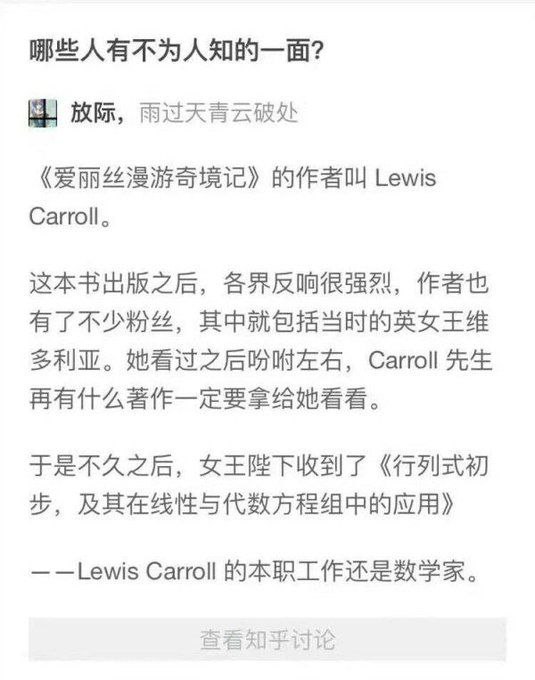 哪些人有不为人知的一面?
放际，雨过天青云破处
《爱丽丝漫游奇境记》的作者叫 Lewis
Carroll。
这本书出版之后，各界反响很强烈，作者也
有了不少粉丝，其中就包括当时的英女王维
多利亚。她看过之后吩咐左右，Carroll 先生
再有什么著作一定要拿给她看看。
于是不久之后，女王陛下收到了《行列式初
步，及其在线性与代数方程组中的应用》
——Lewis Carroll 的本职工作还是数学家。
查看知乎讨论